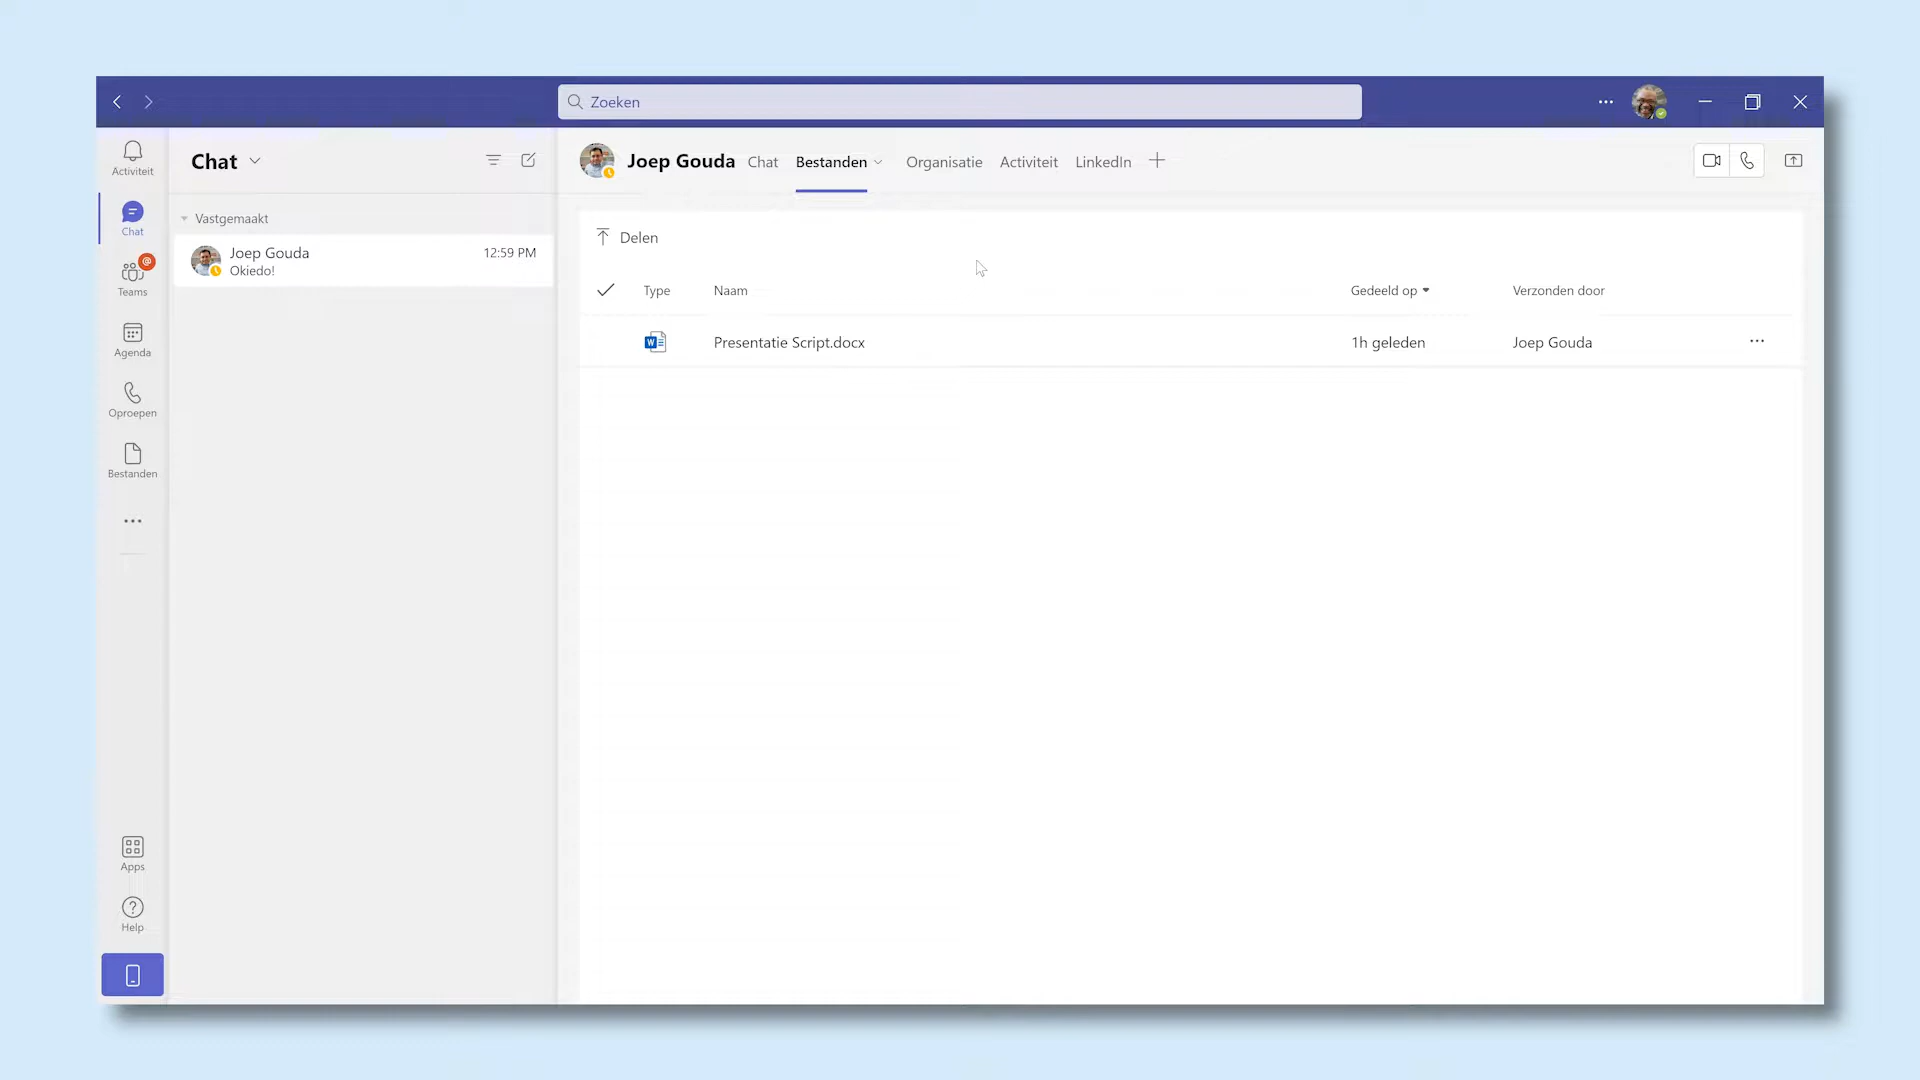 Zoeken
Activiteit
Chat
Teams
Agenda
Oproepen
Bestanden
Apps
Help
Chat
Vastgemaakt
Joep Gouda 12:59 PM
Okiedo!
Joep Gouda Chat Bestanden Organisatie Activiteit LinkedIn
Delen
Type Naam Gedeeld op Verzonden door
Presentatie Script.docx 1h geleden Joep Gouda